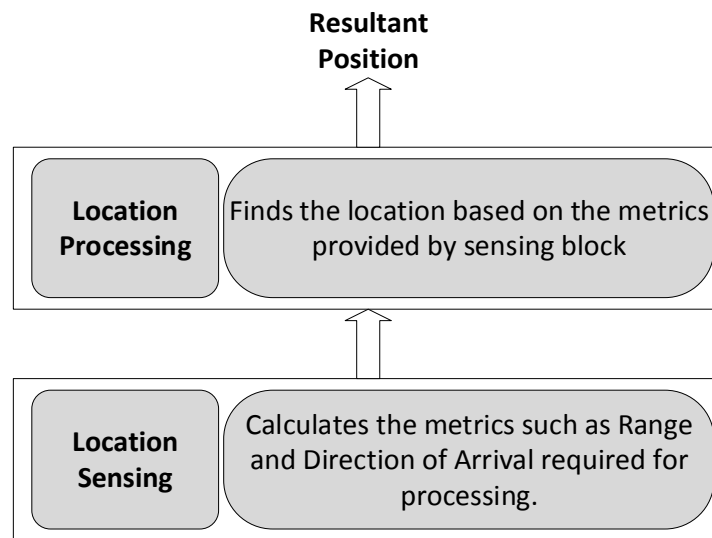 Resultant
Position
Location
Processing
Finds the location based on the metrics
provided by sensing block
Location
Sensing
Calculates the metrics such as Range
and Direction of Arrival required for
processing.